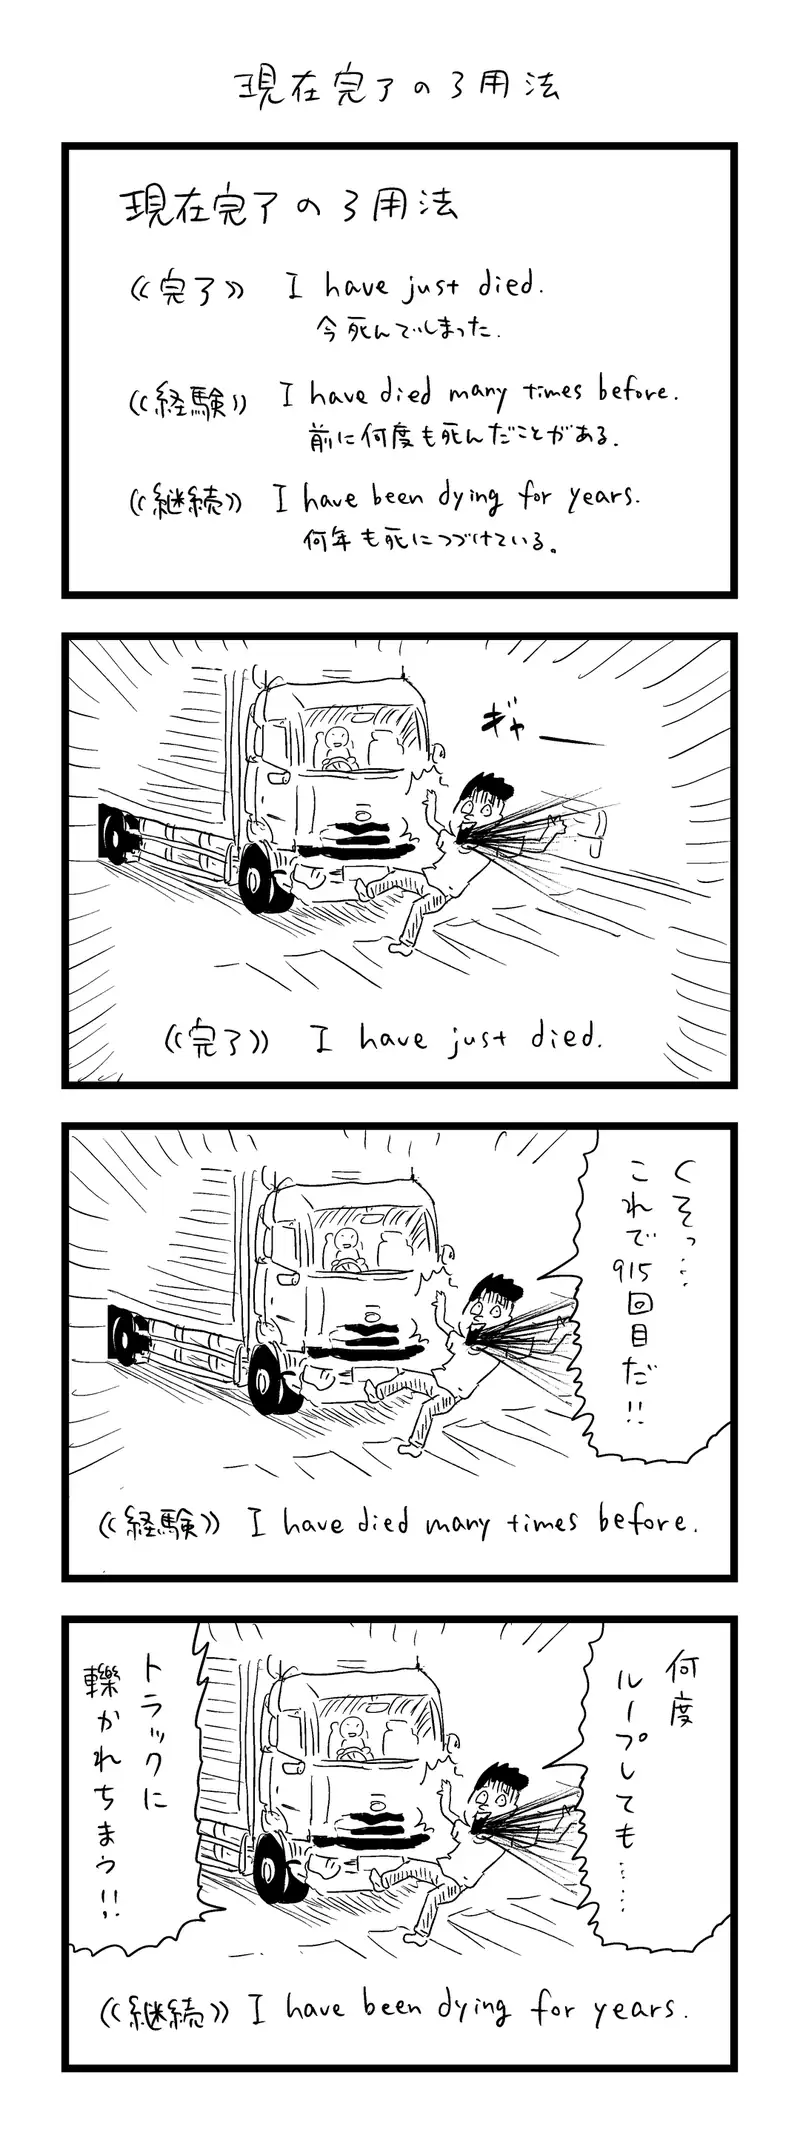 現在完了の3用法
現在完了の3用法
《完了》 I have just died.
今死んでしまった.
《経験》 I have died many times before.
前に何度も死んだことがある.
《継続》 I have been dying for years.
何年も死につづけている。
ギャー
《完了》 I have just died.
くそっ…
これで915回目だ!!
《経験》 I have died many times before.
何度
ループしても……
トラックに
轢かれちまう!!
《継続》 I have been dying for years.